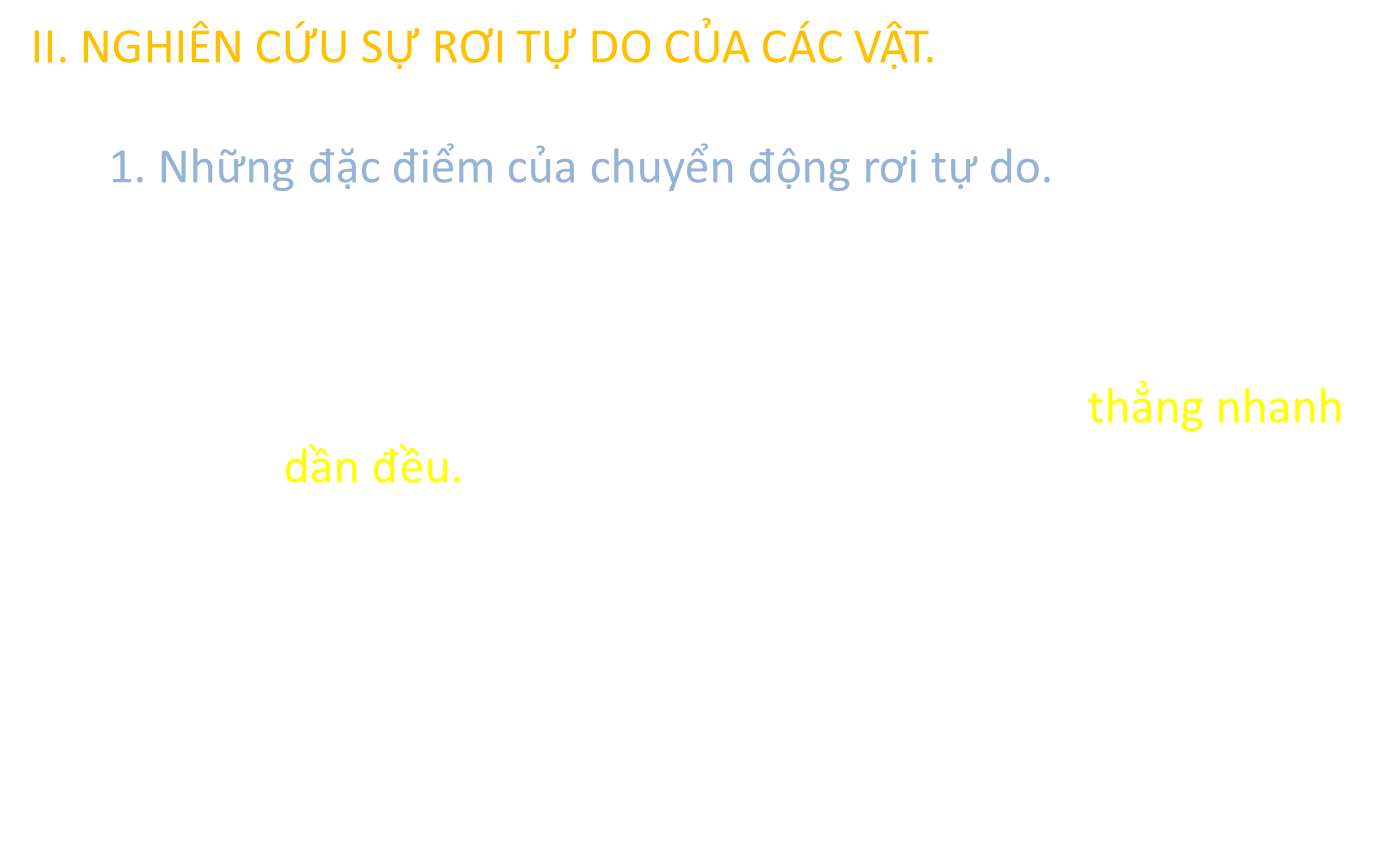 II. NGHIÊN CỨU SỰ RƠI TỰ DO CỦA CÁC VẬT.
1. Những đặc điểm của chuyển động rơi tự do.
thẳng nhanh
dần đều.